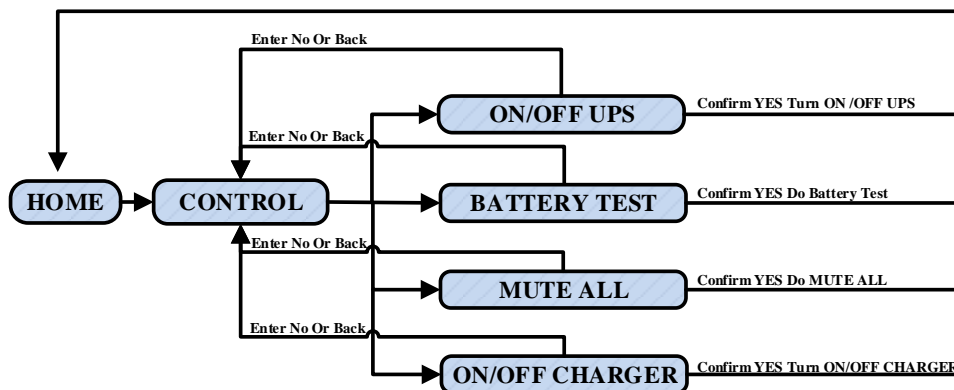 Enter No Or Back
ON/OFF UPS
Confirm YES Turn ON /OFF UPS
Enter No Or Back
HOME
CONTROL
BATTERY TEST
Confirm YES Do Battery Test
Enter No Or Back
MUTE ALL
Confirm YES Do MUTE ALL
Enter No Or Back
ON/OFF CHARGER
Confirm YES Turn ON/OFF CHARGER